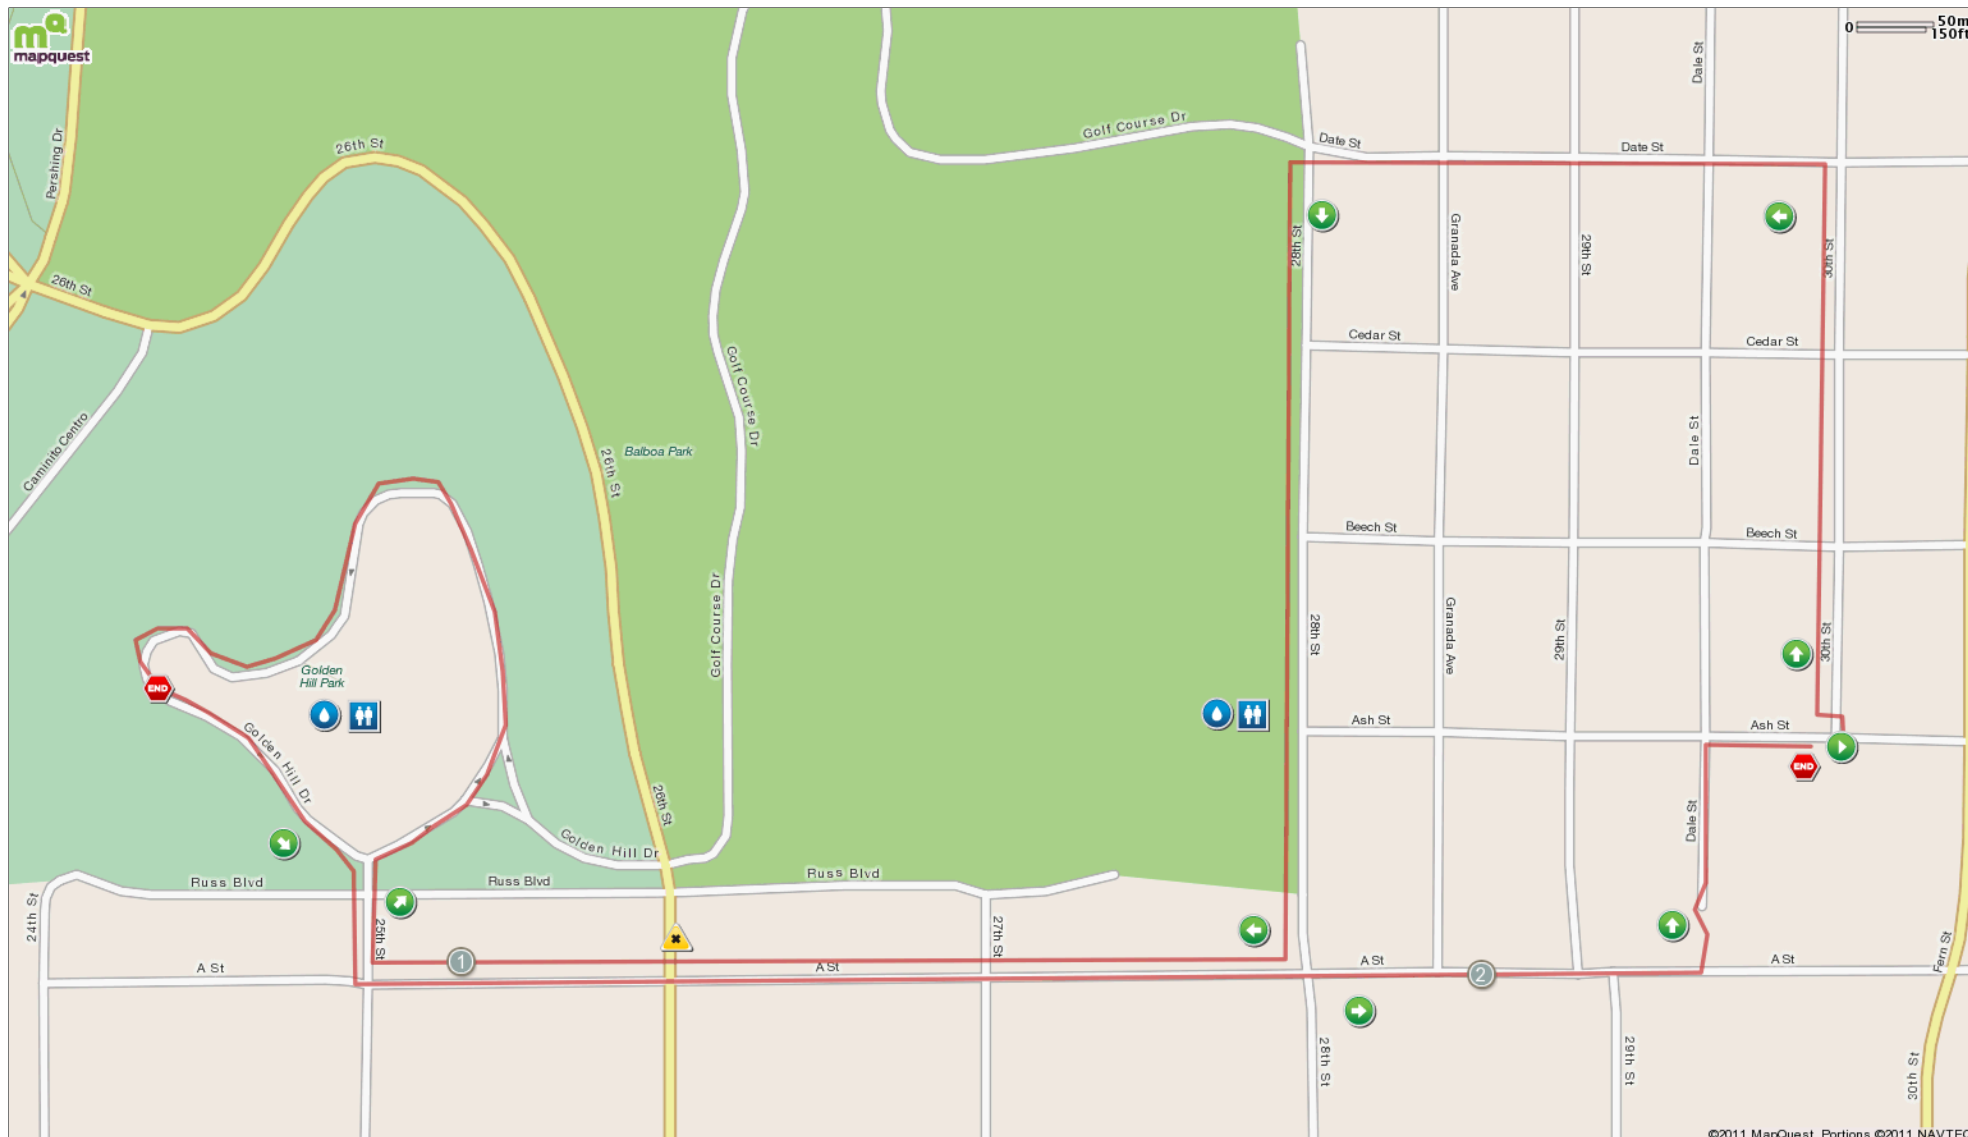 mQ
mapquest
0
50m
150ft
Pershing Dr
26th St
26th St
Caminito Centro
Golf Course Dr
Date St
Date St
Dale St
28th St
Granada Ave
29th St
30th St
Cedar St
Cedar St
Golf Course Dr
Balboa Park
26th St
Dale St
Beech St
Beech St
Golf Course Dr
28th St
Granada Ave
29th St
30th St
Golden
Hill Park
END
Golden Hill Dr
Ash St
Ash St
END
26th St
Dale St
Golden Hill Dr
Russ Blvd
Russ Blvd
Russ Blvd
24th St
25th St
27th St
1
A St
A St
A St
A St
2
Fern St
28th St
29th St
30th St
©2011 MapQuest Portions ©2011 NAVTEQ